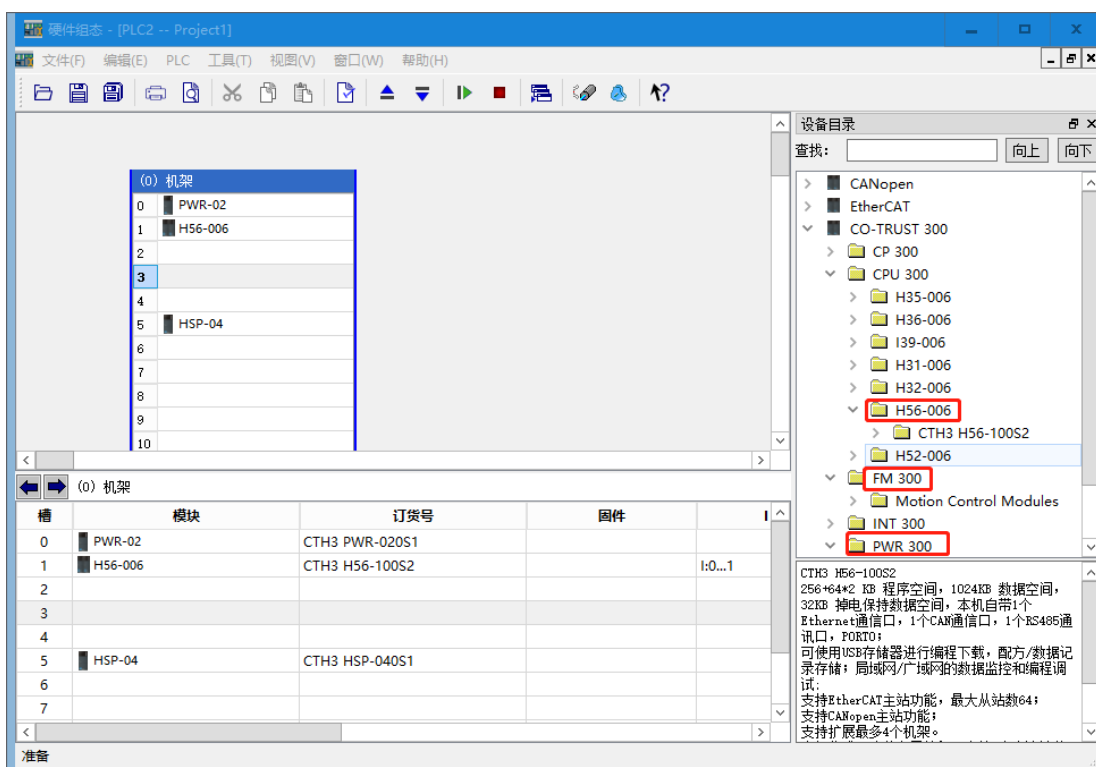 硬件组态 - [PLC2 -- Project1]
文件(F) 编辑(E) PLC 工具(T) 视图(V) 窗口(W) 帮助(H)
(0) 机架
0 PWR-02
1 H56-006
2
3
4
5 HSP-04
6
7
8
9
10
设备目录
查找: 向上 向下
CANopen
EtherCAT
CO-TRUST 300
CP 300
CPU 300
H35-006
H36-006
I39-006
H31-006
H32-006
H56-006
CTH3 H56-100S2
H52-006
FM 300
Motion Control Modules
INT 300
PWR 300
(0) 机架
槽 模块 订货号 固件 I
0 PWR-02 CTH3 PWR-020S1
1 H56-006 CTH3 H56-100S2 I:0...1
2
3
4
5 HSP-04 CTH3 HSP-040S1
6
7
CTH3 H56-100S2
256+64*2 KB 程序空间，1024KB 数据空间，
32KB 掉电保持数据空间，本机自带1个
Ethernet通信口，1个CAN通信口，1个RS485通
讯口，PORT0；
可使用USB存储器进行编程下载，配方/数据记
录存储；局域网/广域网的数据监控和编程调
试；
支持EtherCAT主站功能，最大从站数64；
支持CANopen主站功能；
支持扩展最多4个机架。
准备